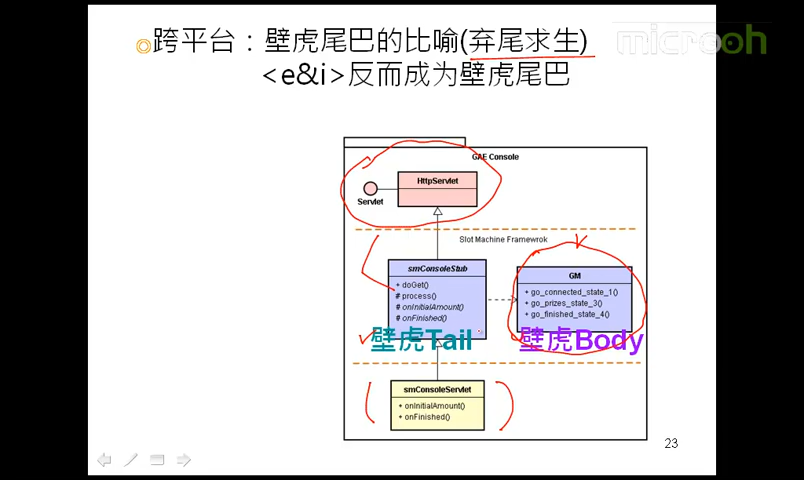 microoh
跨平台：壁虎尾巴的比喻(弃尾求生)
<e&i>反而成为壁虎尾巴
GAE Console
HttpServlet
Servlet
Slot Machine Framewrok
smConsoleStub
+ doGet()
# process()
# onInitialAmount()
# onFinished()
GM
+ go_connected_state_1()
+ go_prizes_state_3()
+ go_finished_state_4()
壁虎Tail
壁虎Body
smConsoleServlet
+ onInitialAmount()
+ onFinished()
23